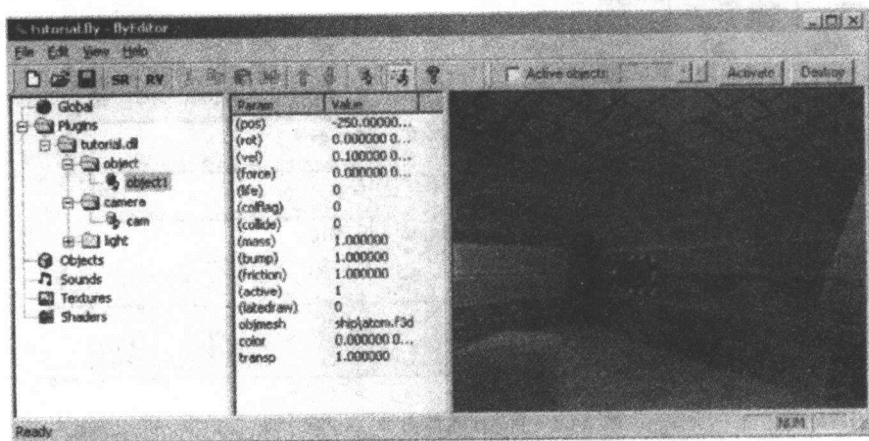 tutorial.fly - flyEditor
File Edit View Help
SR RV Active objects Activate Destroy
Global
Plugins
tutorial.dll
object
object1
camera
cam
light
Objects
Sounds
Textures
Shaders
Param Value
(pos) -250.00000...
(rot) 0.000000 0...
(vel) 0.100000 0...
(force) 0.000000 0...
(life) 0
(colflag) 0
(collide) 0
(mass) 1.000000
(bump) 1.000000
(friction) 1.000000
(active) 1
(latedraw) 0
objmesh ship\atom.f3d
color 0.000000 0...
transp 1.000000
Ready NUM